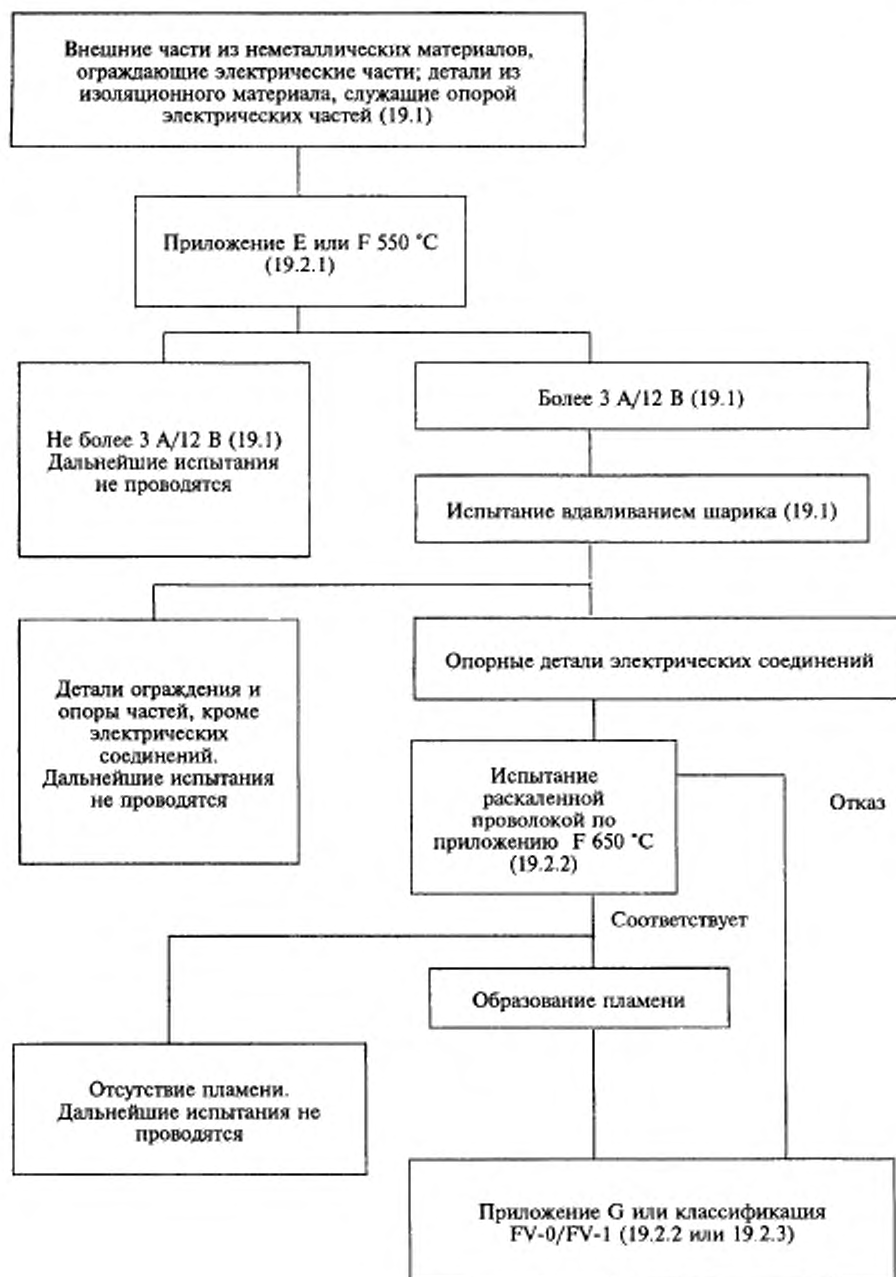 Внешние части из неметаллических материалов,
ограждающие электрические части; детали из
изоляционного материала, служащие опорой
электрических частей (19.1)
Приложение E или F 550 °C
(19.2.1)
Не более 3 А/12 В (19.1)
Дальнейшие испытания
не проводятся
Более 3 А/12 В (19.1)
Испытание вдавливанием шарика (19.1)
Детали ограждения и
опоры частей, кроме
электрических
соединений.
Дальнейшие испытания
не проводятся
Опорные детали электрических соединений
Испытание
раскаленной
проволокой по
приложению F 650 °C
(19.2.2)
Отказ
Соответствует
Образование пламени
Отсутствие пламени.
Дальнейшие испытания не
проводятся
Приложение G или классификация
FV-0/FV-1 (19.2.2 или 19.2.3)